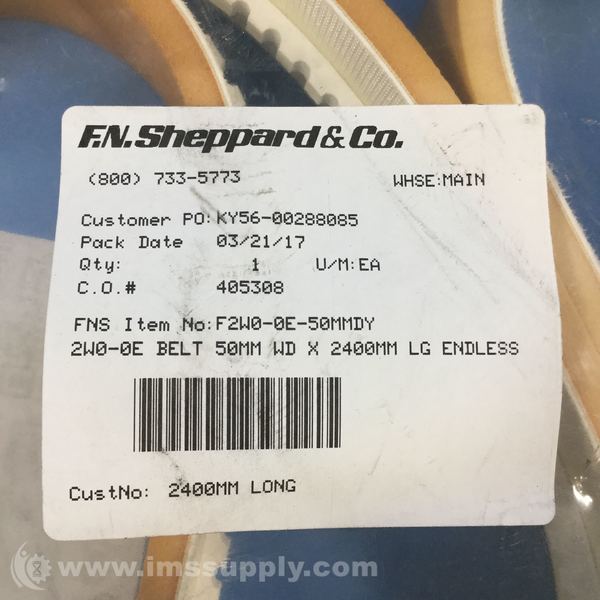 F.N. Sheppard & Co.
(800) 733-5773 WHSE:MAIN
Customer PO: KY56-00288085
Pack Date 03/21/17
Qty: 1 U/M:EA
C.O.# 405308
FNS Item No: F2W0-0E-50MMDY
2W0-0E BELT 50MM WD X 2400MM LG ENDLESS
CustNo: 2400MM LONG
www.imssupply.com